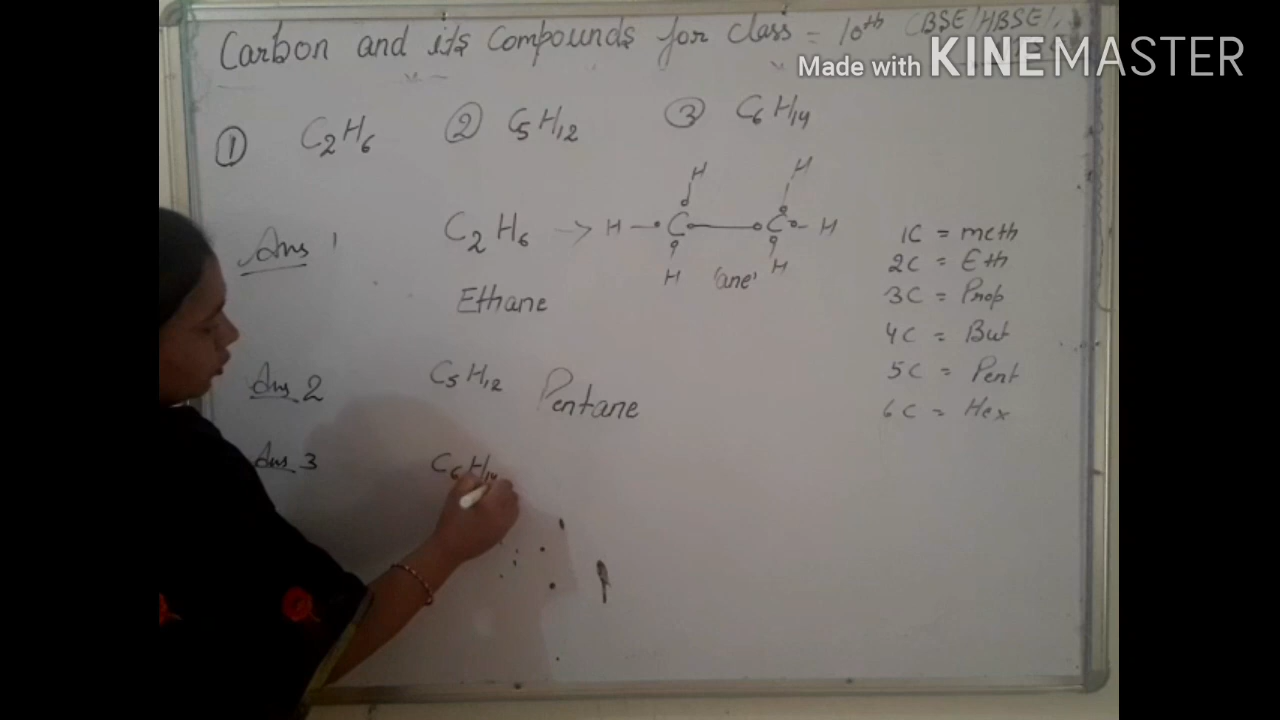 Carbon and its Compounds for class = 10th CBSE/HBSE/
Made with KINEMASTER
① C2H6 ② C5H12 ③ C6H14
H H
Ans 1 C2H6 → H C C H
H 'ane' H
Ethane
Ans 2 C5H12 Pentane
Ans 3 C6H14
1C = meth
2C = Eth
3C = Prop
4C = But
5C = Pent
6C = Hex